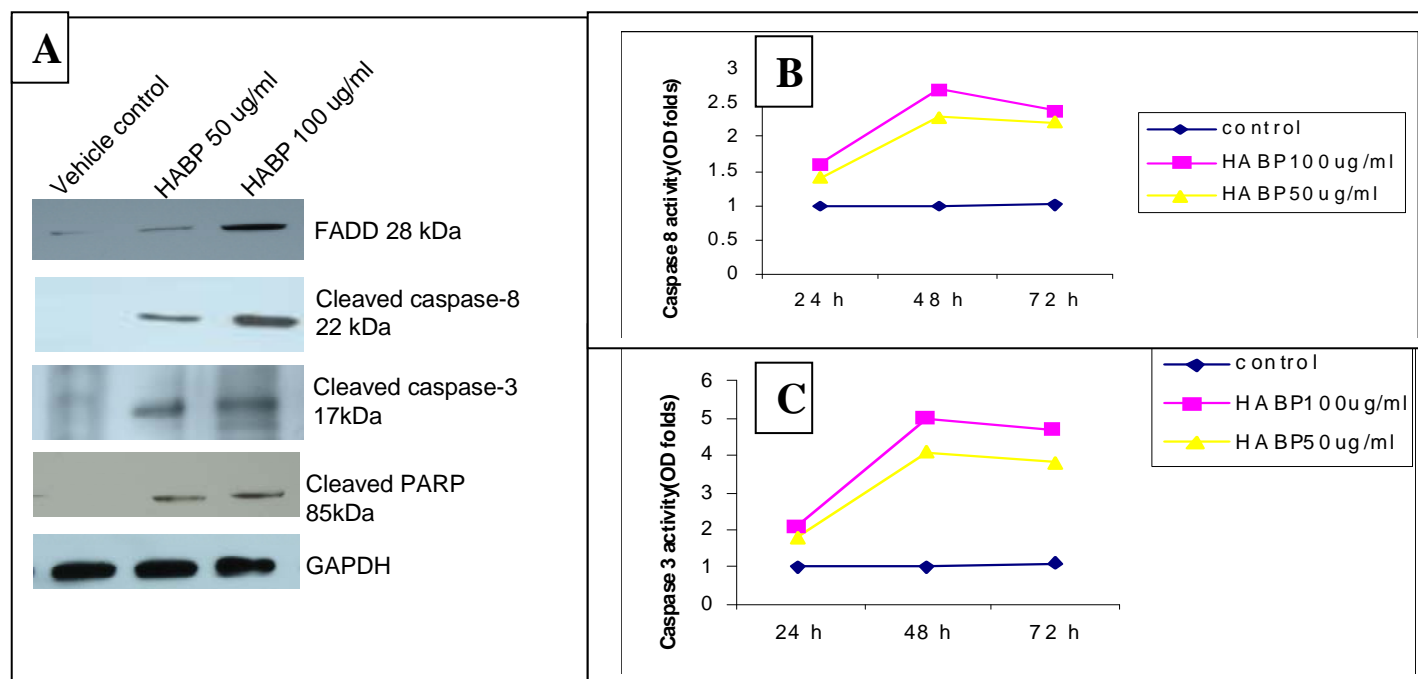 A
Vehicle control
HABP 50 ug/ml
HABP 100 ug/ml
FADD 28 kDa
Cleaved caspase-8
22 kDa
Cleaved caspase-3
17kDa
Cleaved PARP
85kDa
GAPDH
B
Caspase 8 activity(OD folds)
3
2.5
2
1.5
1
0.5
0
24 h
48 h
72 h
control
HABP100ug/ml
HABP50ug/ml
C
Caspase 3 activity(OD folds)
6
5
4
3
2
1
0
24 h
48 h
72 h
control
HABP100ug/ml
HABP50ug/ml